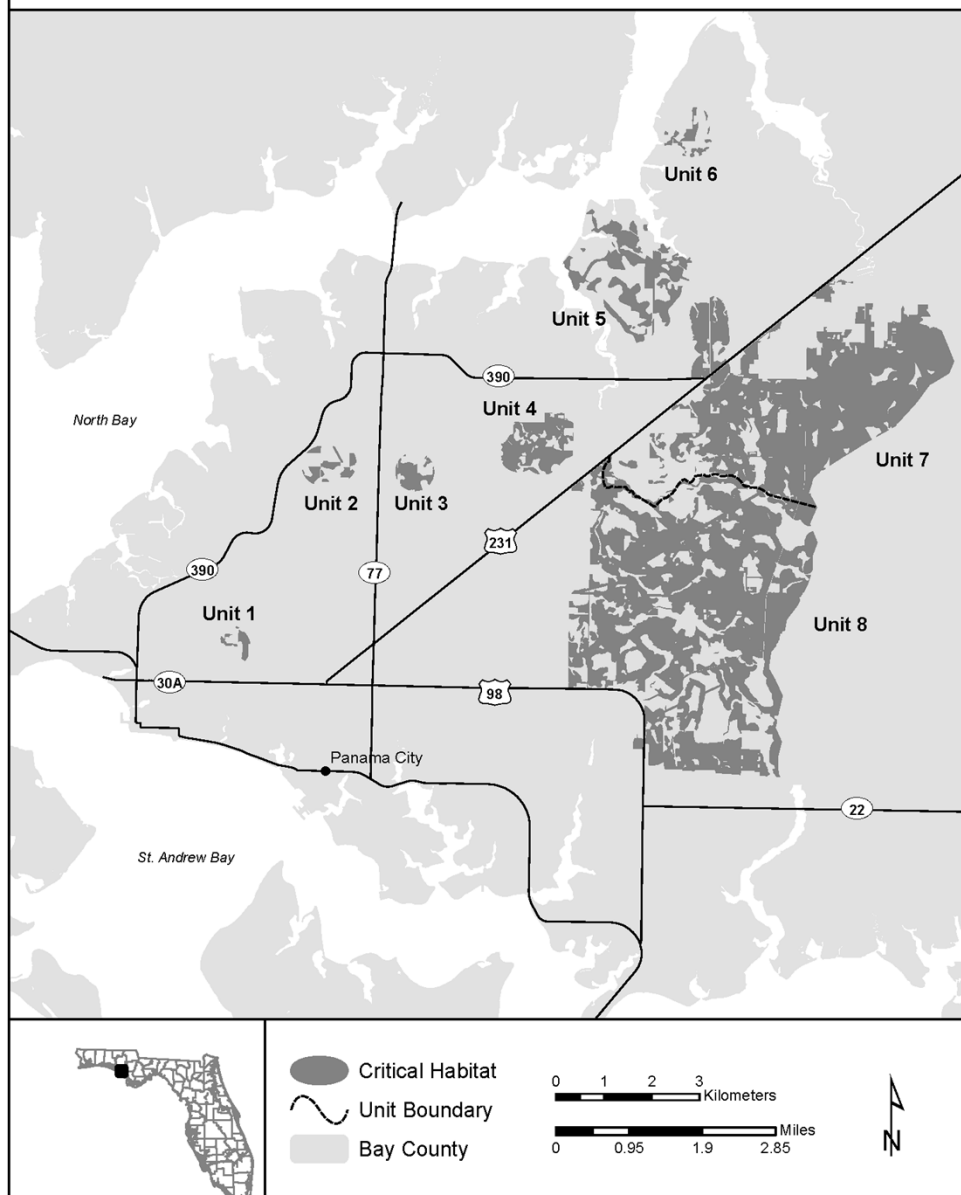 Unit 6
Unit 5
390
Unit 4
North Bay
Unit 7
Unit 2
Unit 3
231
390
77
Unit 1
Unit 8
30A
98
Panama City
22
St. Andrew Bay
Critical Habitat
Unit Boundary
Bay County
0 1 2 3
Kilometers
Miles
0 0.95 1.9 2.85
N